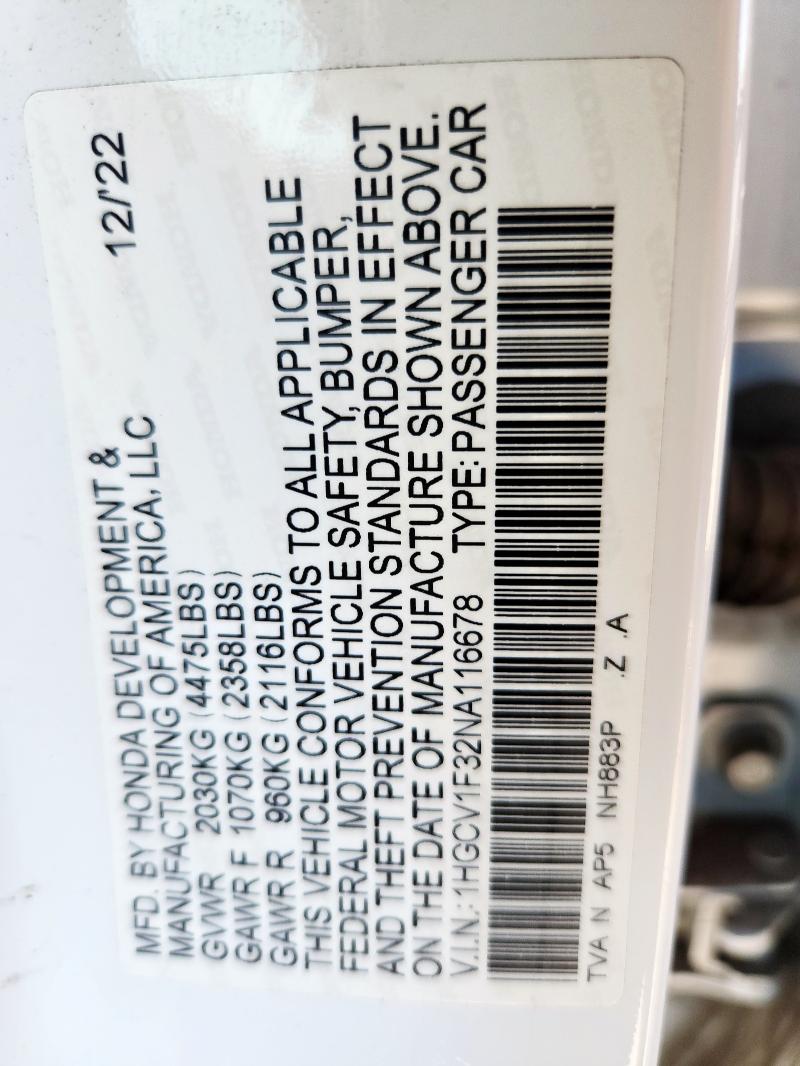 MFD. BY HONDA DEVELOPMENT & 12/'22
MANUFACTURING OF AMERICA, LLC
GVWR 2030KG (4475LBS)
GAWR F 1070KG (2358LBS)
GAWR R 960KG (2116LBS)
THIS VEHICLE CONFORMS TO ALL APPLICABLE
FEDERAL MOTOR VEHICLE SAFETY, BUMPER,
AND THEFT PREVENTION STANDARDS IN EFFECT
ON THE DATE OF MANUFACTURE SHOWN ABOVE.
V.I.N.: 1HGCV1F32NA116678 TYPE: PASSENGER CAR
TVA N AP5 NH883P .Z .A